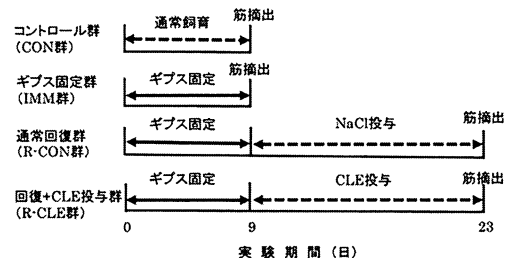 コントロール群
(CON群)
通常飼育
筋摘出
ギプス固定群
(IMM群)
ギプス固定
筋摘出
通常回復群
(R-CON群)
ギプス固定
NaCl投与
筋摘出
回復+CLE投与群
(R-CLE群)
ギプス固定
CLE投与
筋摘出
0 9 23
実験期間(日)